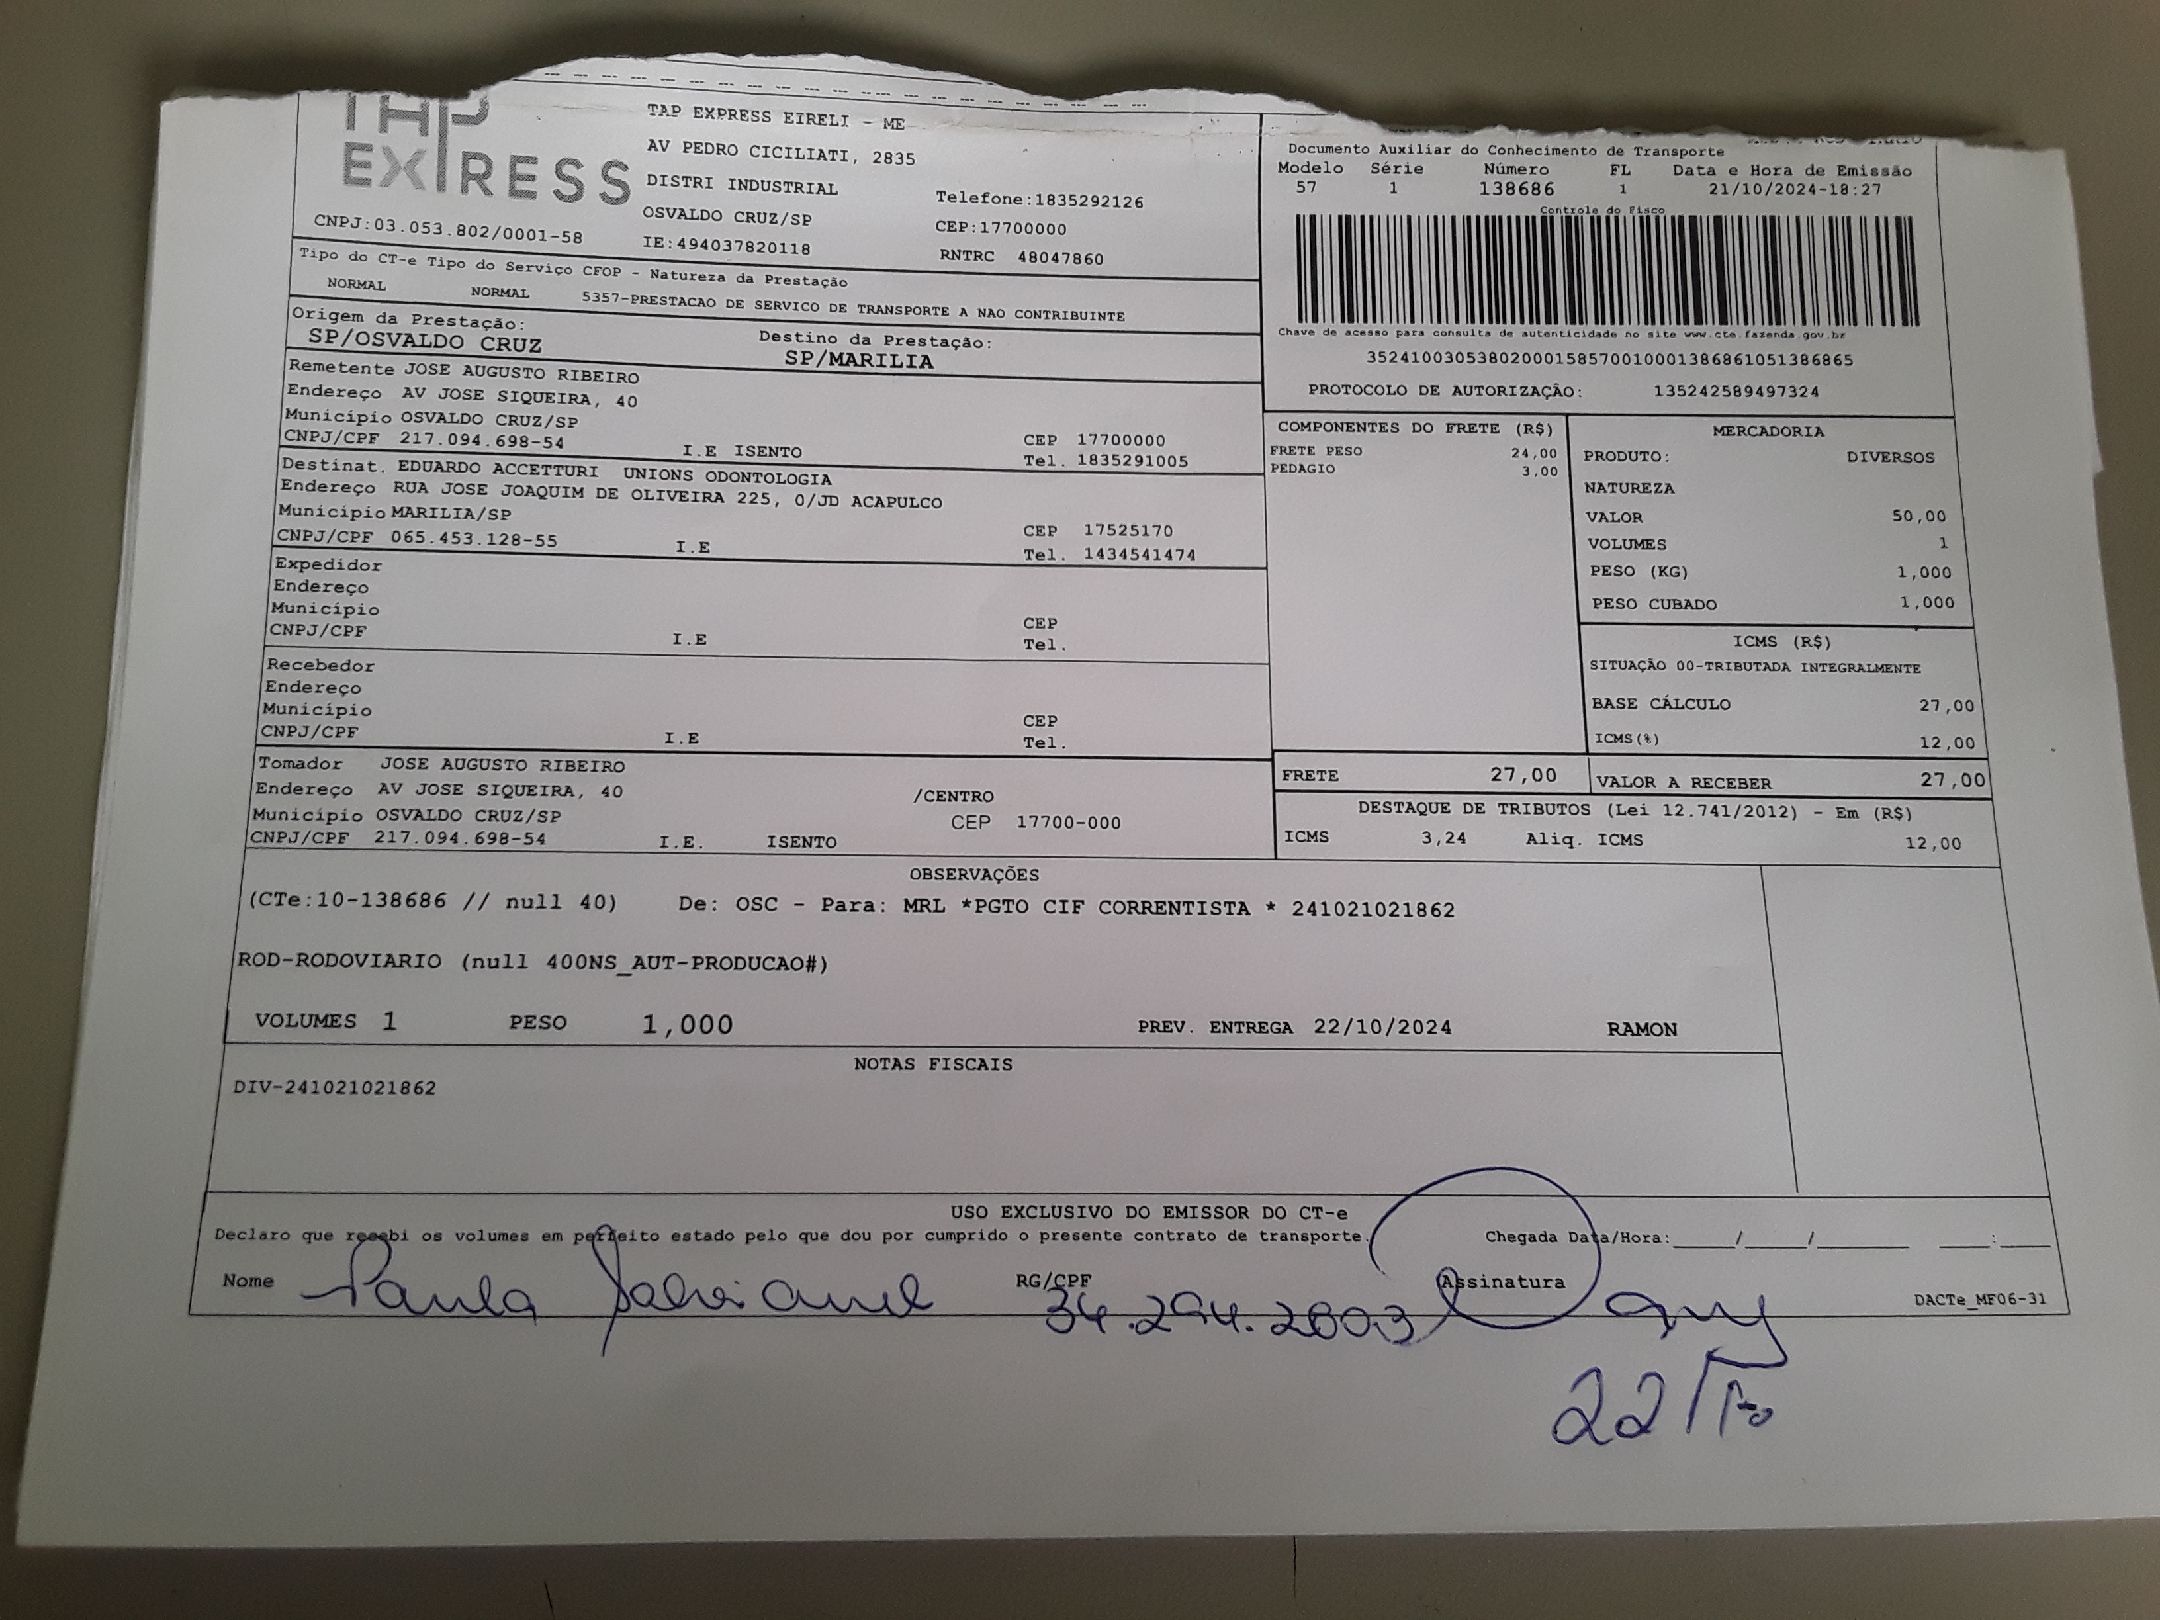 TAP
EXPRESS
CNPJ:03.053.802/0001-58
TAP EXPRESS EIRELI - ME
AV PEDRO CICILIATI, 2835
DISTRI INDUSTRIAL
OSVALDO CRUZ/SP
IE:494037820118
Telefone:1835292126
CEP:17700000
RNTRC 48047860
Documento Auxiliar do Conhecimento de Transporte
Modelo Série Número FL Data e Hora de Emissão
57 1 138686 1 21/10/2024-18:27
Controle do Fisco
Chave de acesso para consulta de autenticidade no site www.cte.fazenda.gov.br
35241003053802000158570010001386861051386865
PROTOCOLO DE AUTORIZAÇÃO: 135242589497324
Tipo do CT-e Tipo do Serviço CFOP - Natureza da Prestação
NORMAL NORMAL 5357-PRESTACAO DE SERVICO DE TRANSPORTE A NAO CONTRIBUINTE
Origem da Prestação: Destino da Prestação:
SP/OSVALDO CRUZ SP/MARILIA
Remetente JOSE AUGUSTO RIBEIRO
Endereço AV JOSE SIQUEIRA, 40
Município OSVALDO CRUZ/SP CEP 17700000
CNPJ/CPF 217.094.698-54 I.E ISENTO Tel. 1835291005
Destinat. EDUARDO ACCETTURI UNIONS ODONTOLOGIA
Endereço RUA JOSE JOAQUIM DE OLIVEIRA 225, 0/JD ACAPULCO
Município MARILIA/SP CEP 17525170
CNPJ/CPF 065.453.128-55 I.E Tel. 1434541474
Expedidor
Endereço
Município CEP
CNPJ/CPF I.E Tel.
Recebedor
Endereço
Município CEP
CNPJ/CPF I.E Tel.
Tomador JOSE AUGUSTO RIBEIRO
Endereço AV JOSE SIQUEIRA, 40 /CENTRO
Município OSVALDO CRUZ/SP CEP 17700-000
CNPJ/CPF 217.094.698-54 I.E. ISENTO
COMPONENTES DO FRETE (R$)
FRETE PESO 24,00
PEDAGIO 3,00
MERCADORIA
PRODUTO: DIVERSOS
NATUREZA
VALOR 50,00
VOLUMES 1
PESO (KG) 1,000
PESO CUBADO 1,000
ICMS (R$)
SITUAÇÃO 00-TRIBUTADA INTEGRALMENTE
BASE CÁLCULO 27,00
ICMS(%) 12,00
FRETE 27,00 VALOR A RECEBER 27,00
DESTAQUE DE TRIBUTOS (Lei 12.741/2012) - Em (R$)
ICMS 3,24 Aliq. ICMS 12,00
OBSERVAÇÕES
(CTe:10-138686 // null 40) De: OSC - Para: MRL *PGTO CIF CORRENTISTA * 241021021862
ROD-RODOVIARIO (null 400NS_AUT-PRODUCAO#)
VOLUMES 1 PESO 1,000 PREV. ENTREGA 22/10/2024 RAMON
NOTAS FISCAIS
DIV-241021021862
USO EXCLUSIVO DO EMISSOR DO CT-e
Declaro que recebi os volumes em perfeito estado pelo que dou por cumprido o presente contrato de transporte. Chegada Data/Hora:_____/_____/_______ ____:____
Nome Paula RG/CPF 34.294.2003 Assinatura
DACTe_MF06-31
22/10